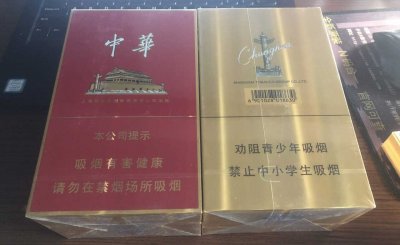 中華
本公司提示
吸烟有害健康
请勿在禁烟场所吸烟
Chunghwa
劝阻青少年吸烟
禁止中小学生吸烟